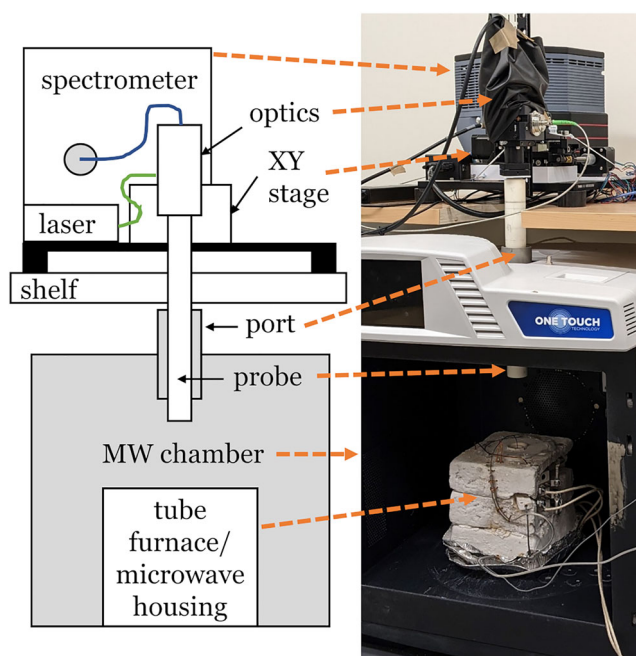 spectrometer
optics
XY
stage
laser
shelf
port
probe
MW chamber
tube
furnace/
microwave
housing
ONE TOUCH
TECHNOLOGY